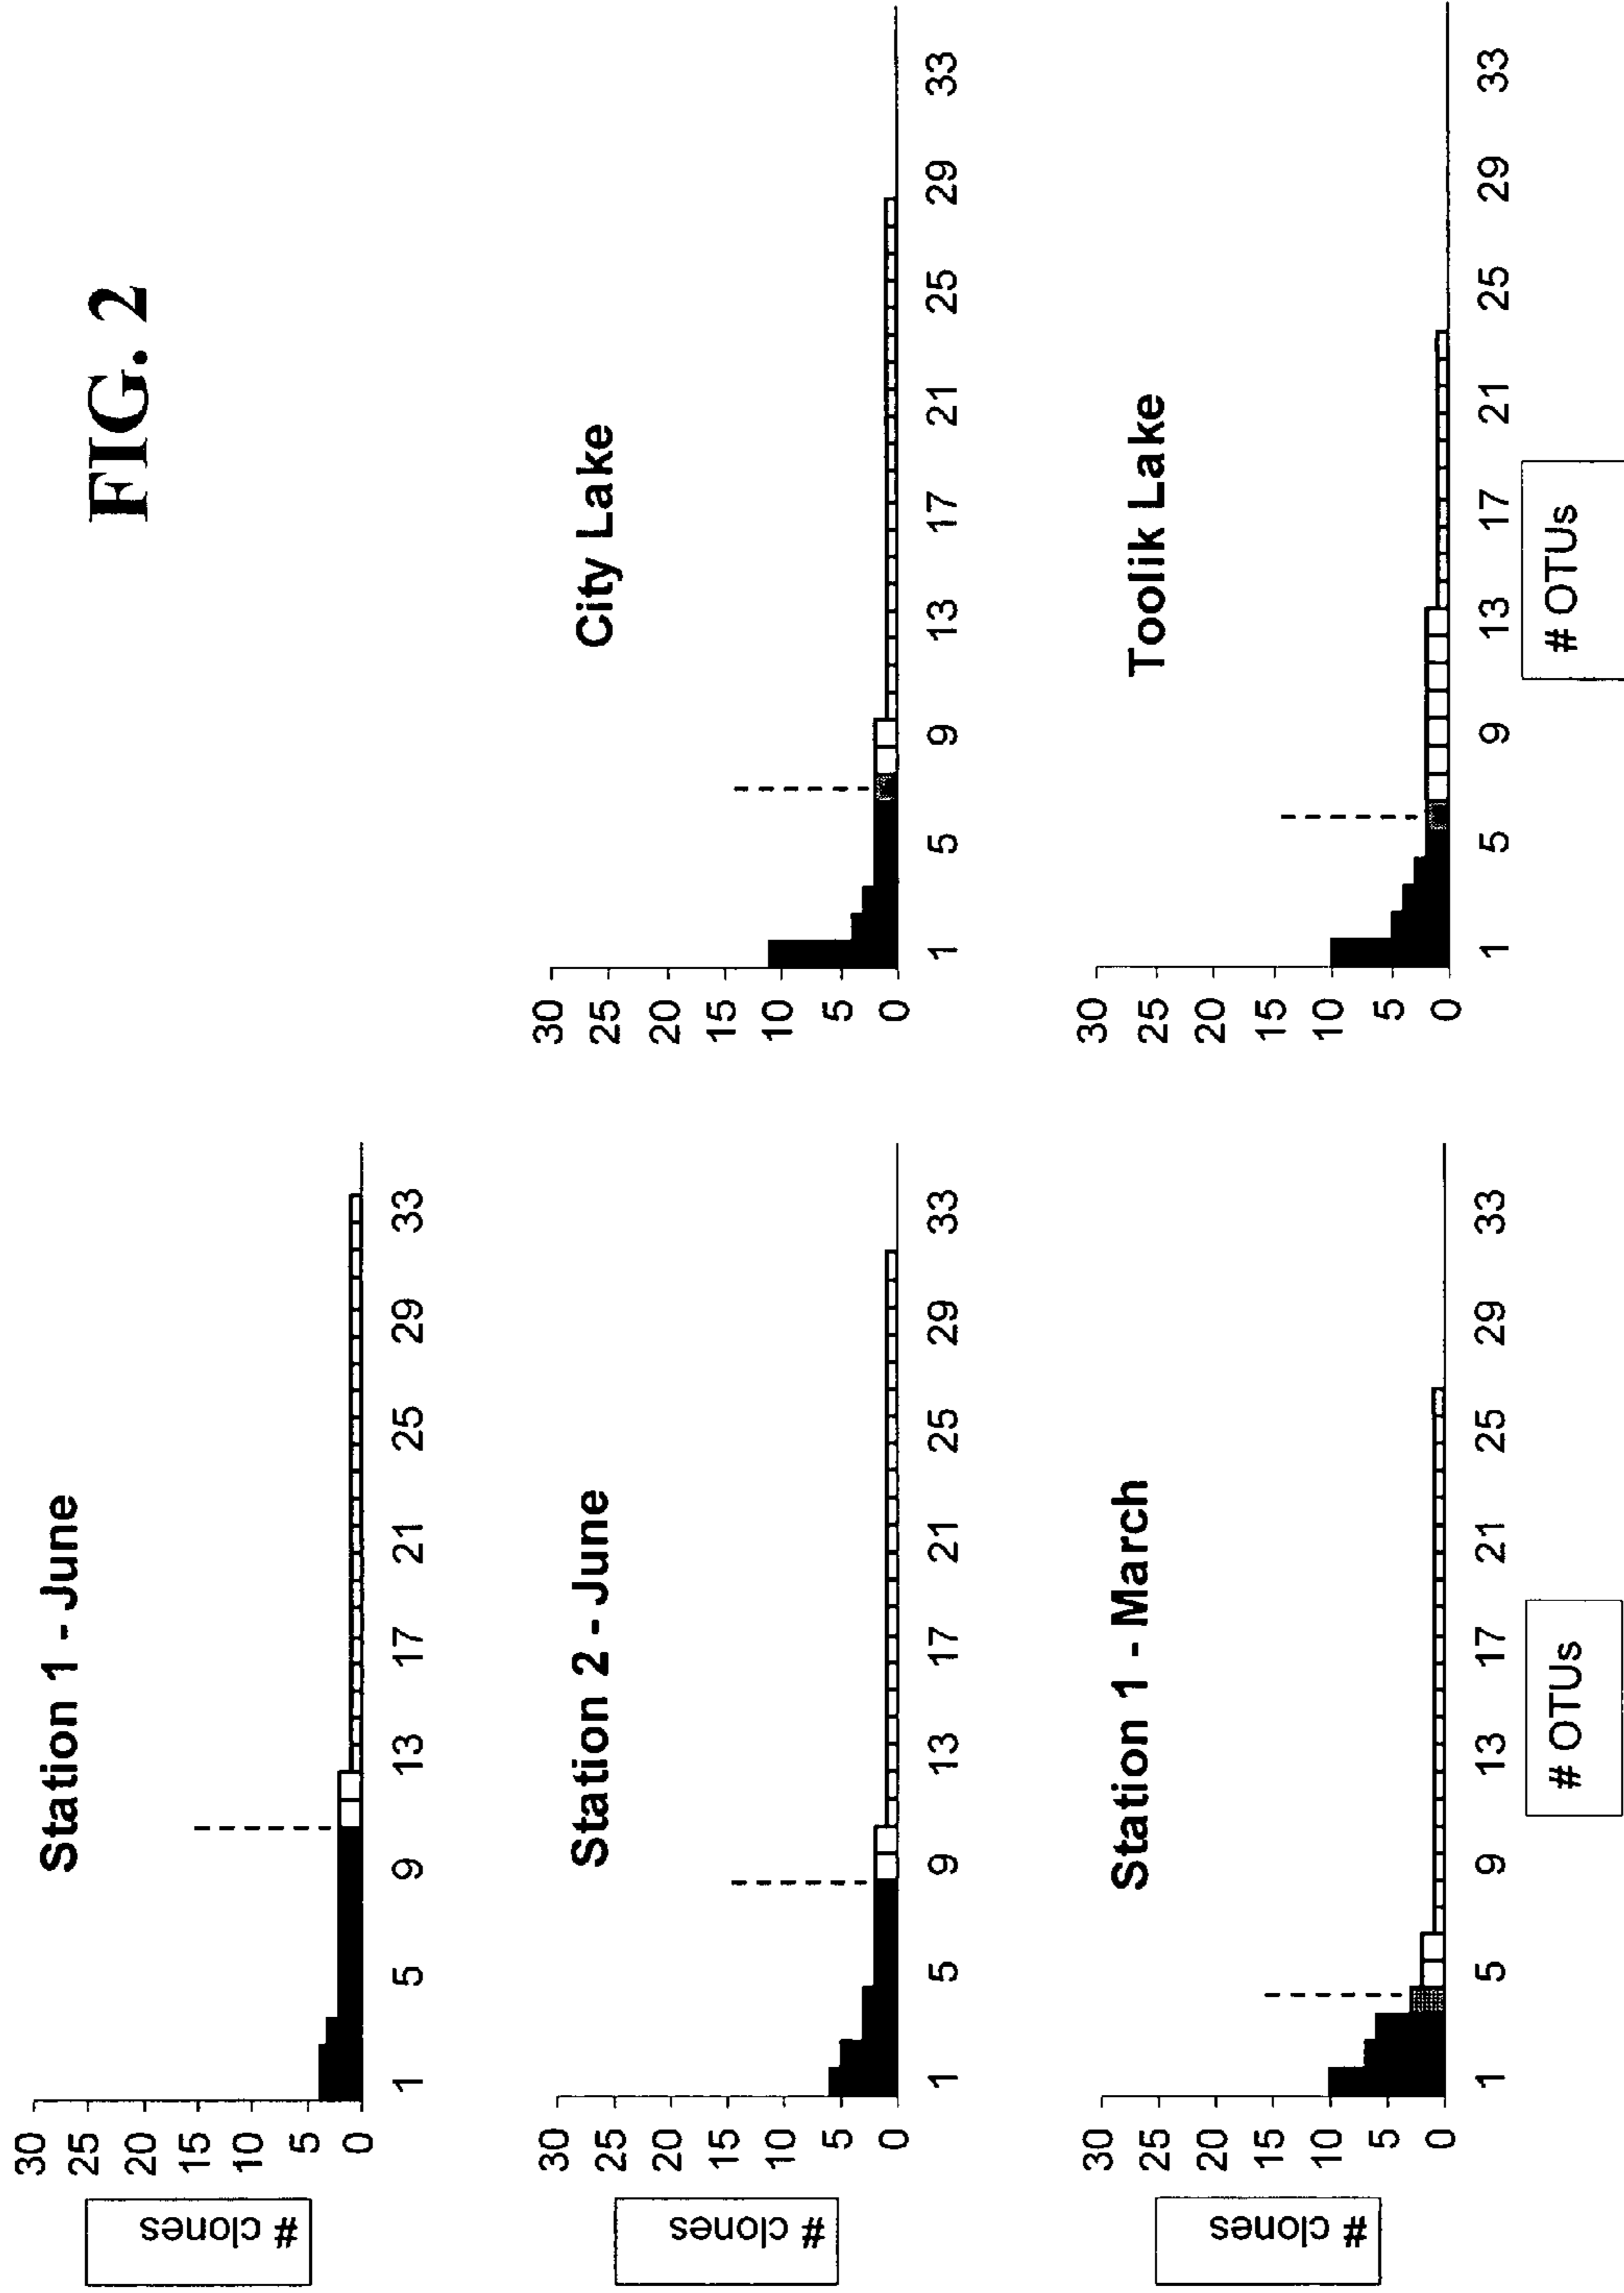 FIG. 2
Station 1 - June
# clones
30
25
20
15
10
5
0
1 5 9 13 17 21 25 29 33
Station 2 - June
# clones
30
25
20
15
10
5
0
1 5 9 13 17 21 25 29 33
City Lake
30
25
20
15
10
5
0
1 5 9 13 17 21 25 29 33
Station 1 - March
# clones
30
25
20
15
10
5
0
1 5 9 13 17 21 25 29 33
# OTUs
Toolik Lake
30
25
20
15
10
5
0
1 5 9 13 17 21 25 29 33
# OTUs